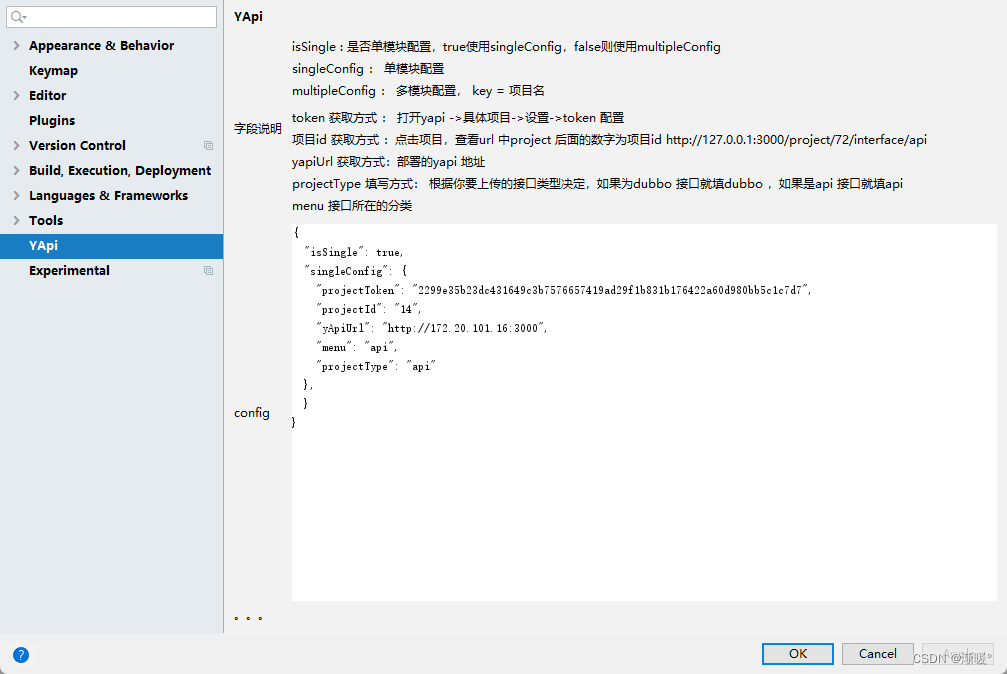 YApi
Appearance & Behavior
Keymap
Editor
Plugins
Version Control
Build, Execution, Deployment
Languages & Frameworks
Tools
YApi
Experimental
isSingle : 是否单模块配置，true使用singleConfig，false则使用multipleConfig
singleConfig ： 单模块配置
multipleConfig ： 多模块配置， key = 项目名
字段说明
token 获取方式 ： 打开yapi ->具体项目->设置->token 配置
项目id 获取方式 ：点击项目，查看url 中project 后面的数字为项目id http://127.0.0.1:3000/project/72/interface/api
yapiUrl 获取方式：部署的yapi 地址
projectType 填写方式： 根据你要上传的接口类型决定，如果为dubbo 接口就填dubbo ，如果是api 接口就填api
menu 接口所在的分类
config
{
"isSingle": true,
"singleConfig": {
"projectToken": "2299e35b23dc431649c3b7576657419ad29f1b831b176422a60d980bb5c1c7d7",
"projectId": "14",
"yApiUrl": "http://172.20.101.16:3000",
"menu": "api",
"projectType": "api"
},
}
}
OK
Cancel
CSDN @渐暖°